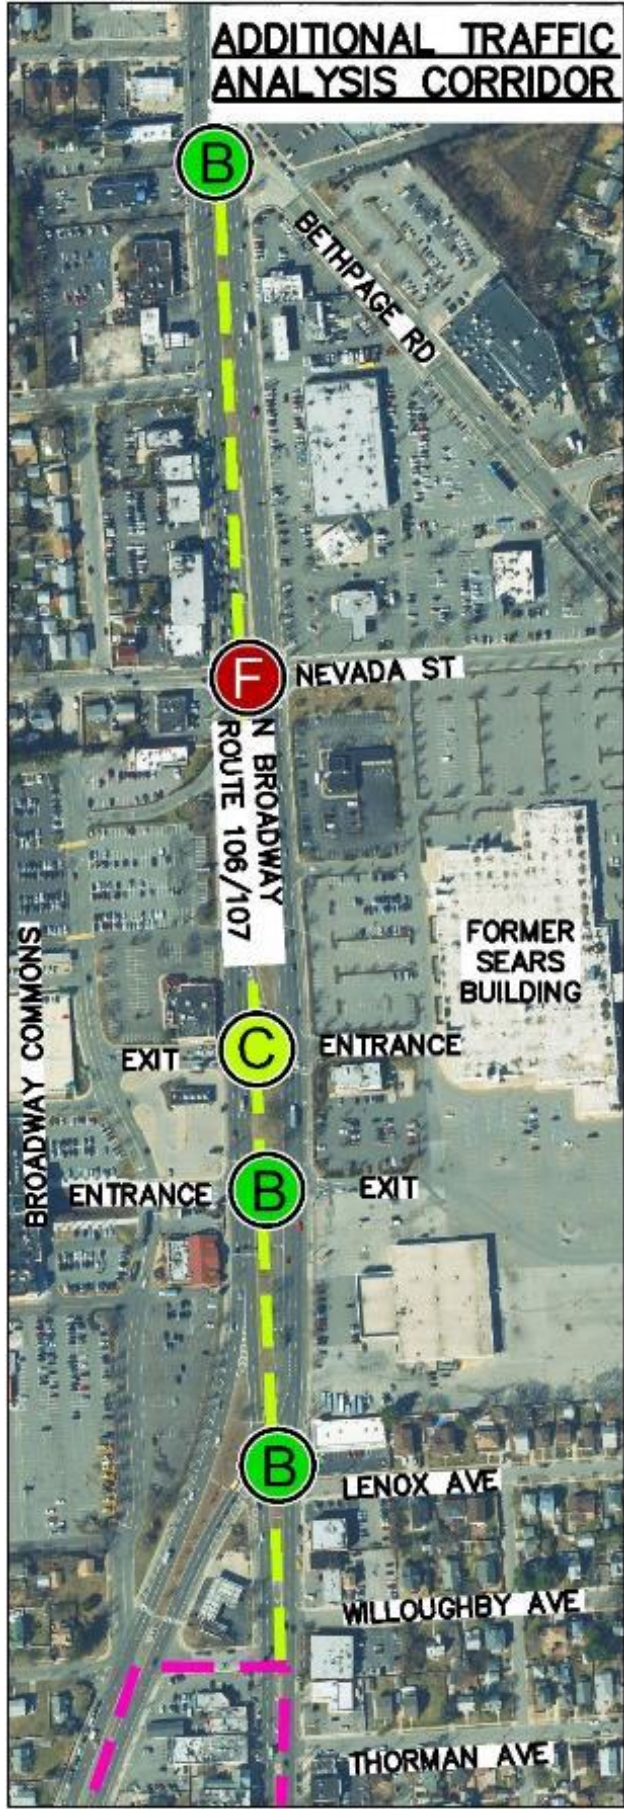 ADDITIONAL TRAFFIC
ANALYSIS CORRIDOR
B
BETHPAGE RD
F
NEVADA ST
N BROADWAY
ROUTE 106/107
FORMER
SEARS
BUILDING
BROADWAY COMMONS
EXIT
C
ENTRANCE
ENTRANCE
B
EXIT
B
LENOX AVE
WILLOUGHBY AVE
THORMAN AVE